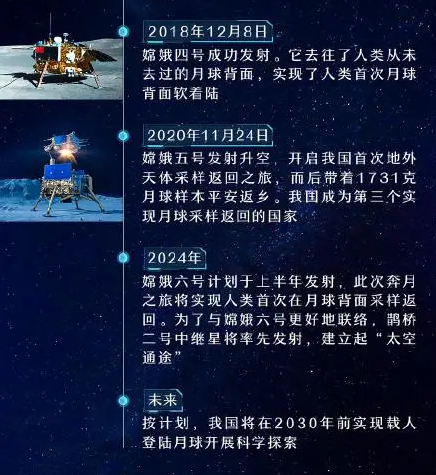 2018年12月8日
嫦娥四号成功发射。它去往了人类从未
去过的月球背面，实现了人类首次月球
背面软着陆
2020年11月24日
嫦娥五号发射升空，开启我国首次地外
天体采样返回之旅，而后带着1731克
月球样本平安返乡。我国成为第三个实
现月球采样返回的国家
2024年
嫦娥六号计划于上半年发射，此次奔月
之旅将实现人类首次在月球背面采样返
回。为了与嫦娥六号更好地联络，鹊桥
二号中继星将率先发射，建立起“太空
通途”
未来
按计划，我国将在2030年前实现载人
登陆月球开展科学探索